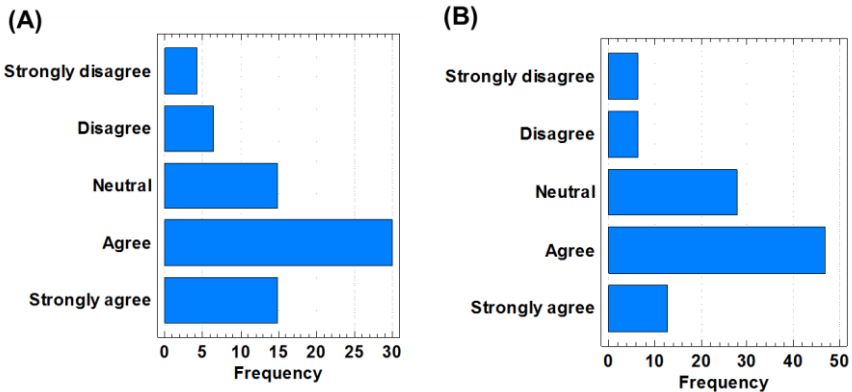 (A)
Strongly disagree
Disagree
Neutral
Agree
Strongly agree
0 5 10 15 20 25 30
Frequency
(B)
Strongly disagree
Disagree
Neutral
Agree
Strongly agree
0 10 20 30 40 50
Frequency